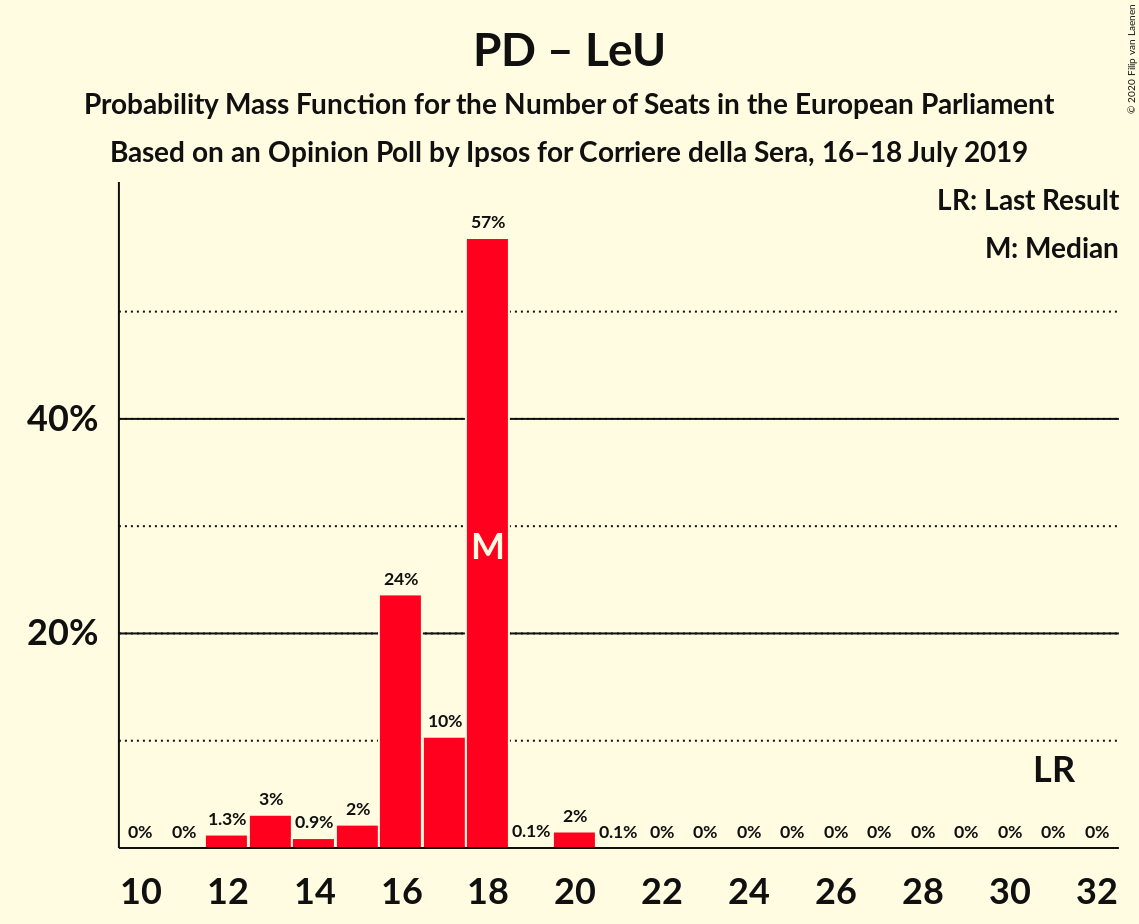 PD – LeU
Probability Mass Function for the Number of Seats in the European Parliament
Based on an Opinion Poll by Ipsos for Corriere della Sera, 16–18 July 2019
© 2020 Filip van Laenen
LR: Last Result
M: Median
57%
40%
M
24%
20%
10%
LR
3%
2%
2%
1.3%
0.9%
0% 0% 0.1% 0.1% 0% 0% 0% 0% 0% 0% 0% 0% 0% 0% 0%
10 12 14 16 18 20 22 24 26 28 30 32